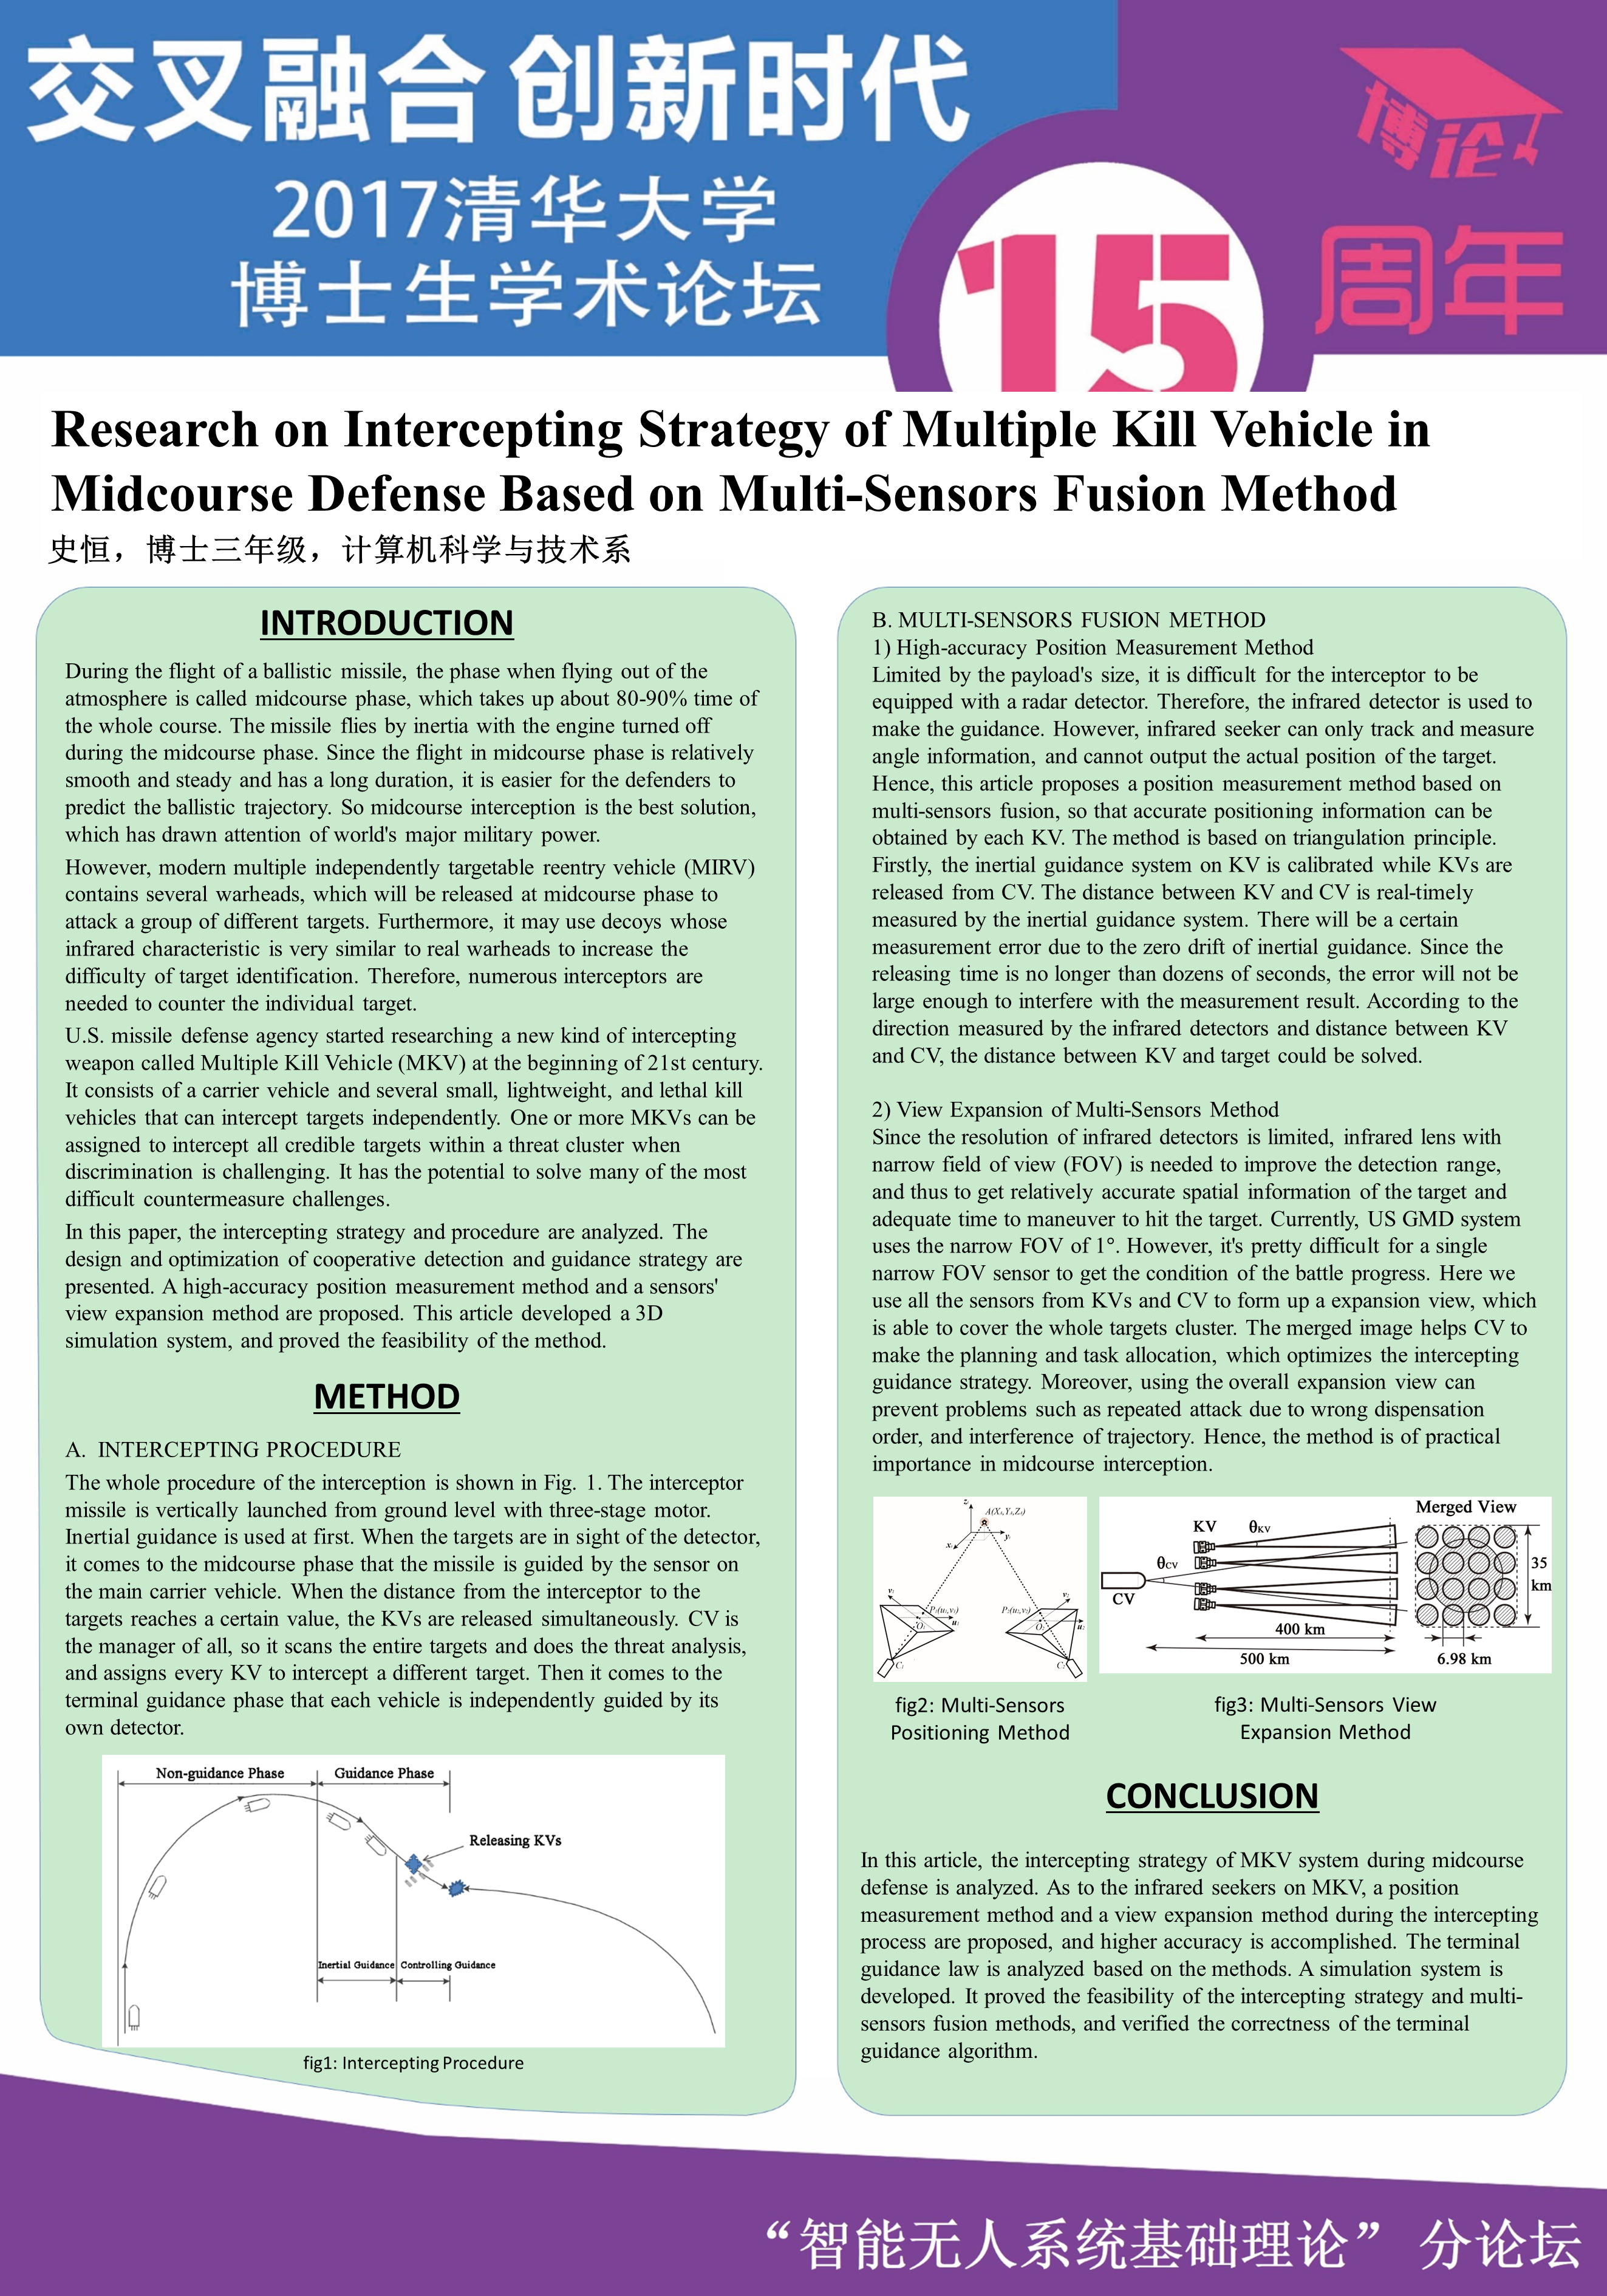 交叉融合 创新时代
2017清华大学
博士生学术论坛
博论
15
周年
Research on Intercepting Strategy of Multiple Kill Vehicle in
Midcourse Defense Based on Multi-Sensors Fusion Method
史恒，博士三年级，计算机科学与技术系
INTRODUCTION
During the flight of a ballistic missile, the phase when flying out of the
atmosphere is called midcourse phase, which takes up about 80-90% time of
the whole course. The missile flies by inertia with the engine turned off
during the midcourse phase. Since the flight in midcourse phase is relatively
smooth and steady and has a long duration, it is easier for the defenders to
predict the ballistic trajectory. So midcourse interception is the best solution,
which has drawn attention of world's major military power.
However, modern multiple independently targetable reentry vehicle (MIRV)
contains several warheads, which will be released at midcourse phase to
attack a group of different targets. Furthermore, it may use decoys whose
infrared characteristic is very similar to real warheads to increase the
difficulty of target identification. Therefore, numerous interceptors are
needed to counter the individual target.
U.S. missile defense agency started researching a new kind of intercepting
weapon called Multiple Kill Vehicle (MKV) at the beginning of 21st century.
It consists of a carrier vehicle and several small, lightweight, and lethal kill
vehicles that can intercept targets independently. One or more MKVs can be
assigned to intercept all credible targets within a threat cluster when
discrimination is challenging. It has the potential to solve many of the most
difficult countermeasure challenges.
In this paper, the intercepting strategy and procedure are analyzed. The
design and optimization of cooperative detection and guidance strategy are
presented. A high-accuracy position measurement method and a sensors'
view expansion method are proposed. This article developed a 3D
simulation system, and proved the feasibility of the method.
METHOD
A. INTERCEPTING PROCEDURE
The whole procedure of the interception is shown in Fig. 1. The interceptor
missile is vertically launched from ground level with three-stage motor.
Inertial guidance is used at first. When the targets are in sight of the detector,
it comes to the midcourse phase that the missile is guided by the sensor on
the main carrier vehicle. When the distance from the interceptor to the
targets reaches a certain value, the KVs are released simultaneously. CV is
the manager of all, so it scans the entire targets and does the threat analysis,
and assigns every KV to intercept a different target. Then it comes to the
terminal guidance phase that each vehicle is independently guided by its
own detector.
Non-guidance Phase
Guidance Phase
Releasing KVs
Inertial Guidance
Controlling Guidance
fig1: Intercepting Procedure
B. MULTI-SENSORS FUSION METHOD
1) High-accuracy Position Measurement Method
Limited by the payload's size, it is difficult for the interceptor to be
equipped with a radar detector. Therefore, the infrared detector is used to
make the guidance. However, infrared seeker can only track and measure
angle information, and cannot output the actual position of the target.
Hence, this article proposes a position measurement method based on
multi-sensors fusion, so that accurate positioning information can be
obtained by each KV. The method is based on triangulation principle.
Firstly, the inertial guidance system on KV is calibrated while KVs are
released from CV. The distance between KV and CV is real-timely
measured by the inertial guidance system. There will be a certain
measurement error due to the zero drift of inertial guidance. Since the
releasing time is no longer than dozens of seconds, the error will not be
large enough to interfere with the measurement result. According to the
direction measured by the infrared detectors and distance between KV
and CV, the distance between KV and target could be solved.
2) View Expansion of Multi-Sensors Method
Since the resolution of infrared detectors is limited, infrared lens with
narrow field of view (FOV) is needed to improve the detection range,
and thus to get relatively accurate spatial information of the target and
adequate time to maneuver to hit the target. Currently, US GMD system
uses the narrow FOV of 1°. However, it's pretty difficult for a single
narrow FOV sensor to get the condition of the battle progress. Here we
use all the sensors from KVs and CV to form up a expansion view, which
is able to cover the whole targets cluster. The merged image helps CV to
make the planning and task allocation, which optimizes the intercepting
guidance strategy. Moreover, using the overall expansion view can
prevent problems such as repeated attack due to wrong dispensation
order, and interference of trajectory. Hence, the method is of practical
importance in midcourse interception.
fig2: Multi-Sensors
Positioning Method
Merged View
KV
θKV
θCV
CV
35
km
400 km
500 km
6.98 km
fig3: Multi-Sensors View
Expansion Method
CONCLUSION
In this article, the intercepting strategy of MKV system during midcourse
defense is analyzed. As to the infrared seekers on MKV, a position
measurement method and a view expansion method during the intercepting
process are proposed, and higher accuracy is accomplished. The terminal
guidance law is analyzed based on the methods. A simulation system is
developed. It proved the feasibility of the intercepting strategy and multi-
sensors fusion methods, and verified the correctness of the terminal
guidance algorithm.
“智能无人系统基础理论” 分论坛